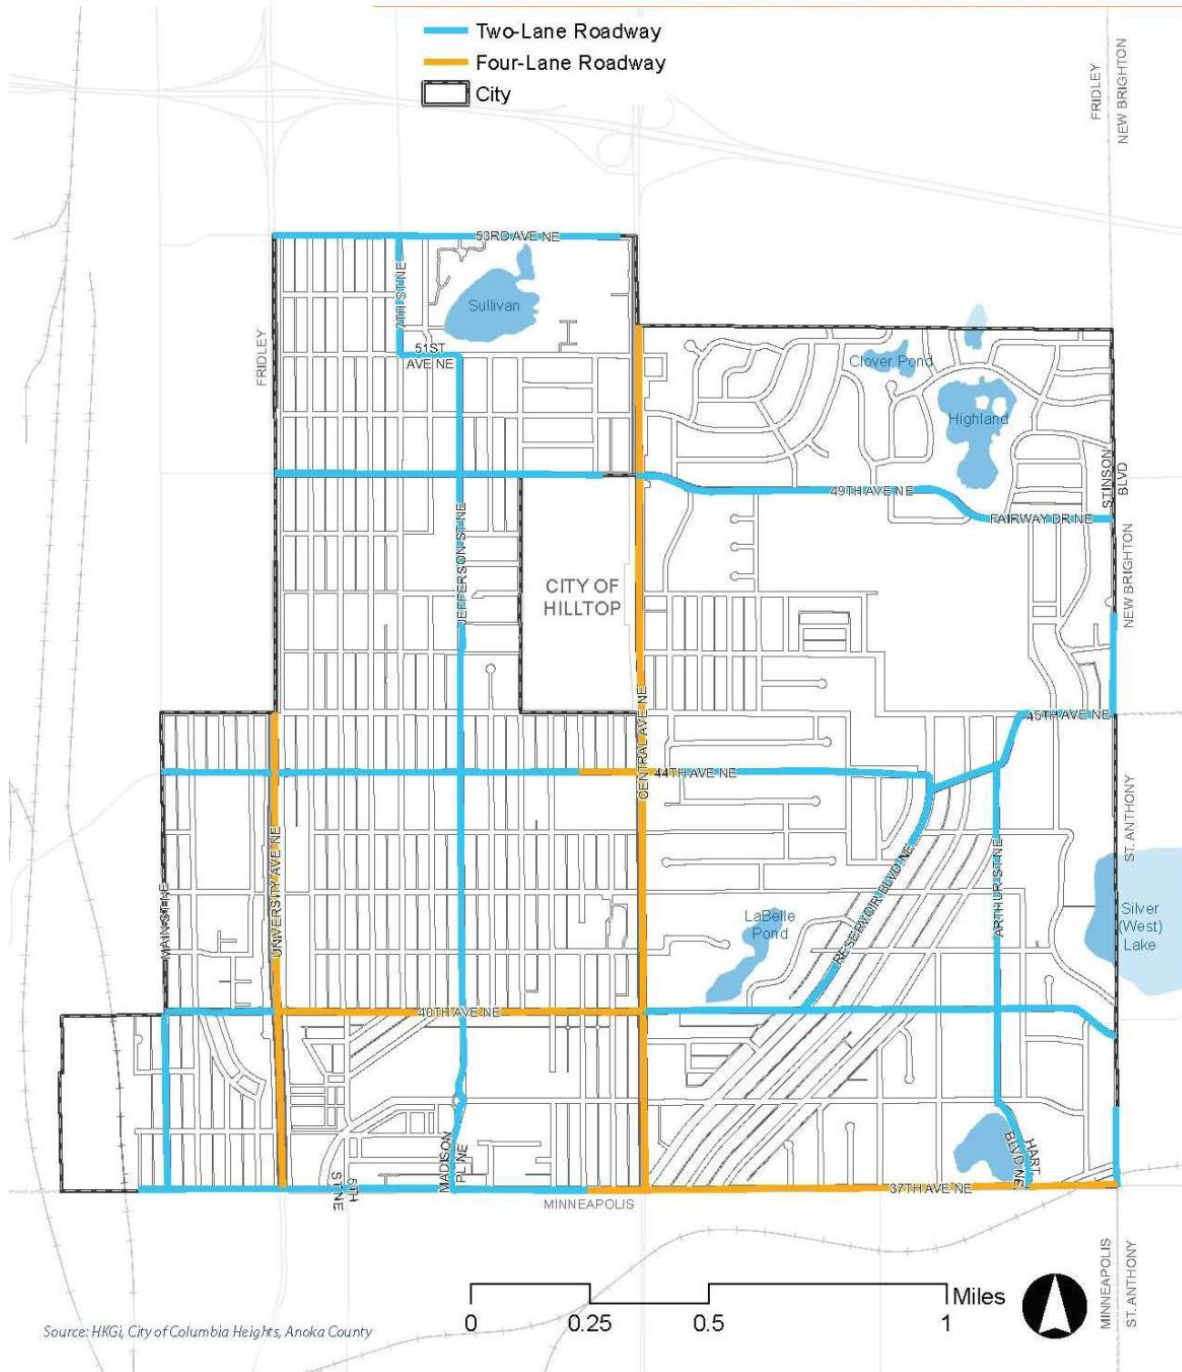 Two-Lane Roadway
Four-Lane Roadway
City
FRIDLEY
NEW BRIGHTON
53RD AVE NE
7TH ST NE
Sullivan
FRIDLEY
51ST
AVE NE
Clover Pond
Highland
STINSON
BLVD
49TH AVE NE
FAIRWAY DR NE
JEFFERSON ST NE
CITY OF
HILLTOP
NEW BRIGHTON
CENTRAL AVE NE
45TH AVE NE
44TH AVE NE
ST. ANTHONY
MAIN ST NE
UNIVERSITY AVE NE
RESERVOIR BLVD NE
ARTHUR ST NE
LaBelle
Pond
Silver
(West)
Lake
40TH AVE NE
MADISON
PL NE
HART
BLVD NE
5TH
ST NE
37TH AVE NE
MINNEAPOLIS
MINNEAPOLIS
ST. ANTHONY
Miles
0
0.25
0.5
1
Source: HKGi, City of Columbia Heights, Anoka County